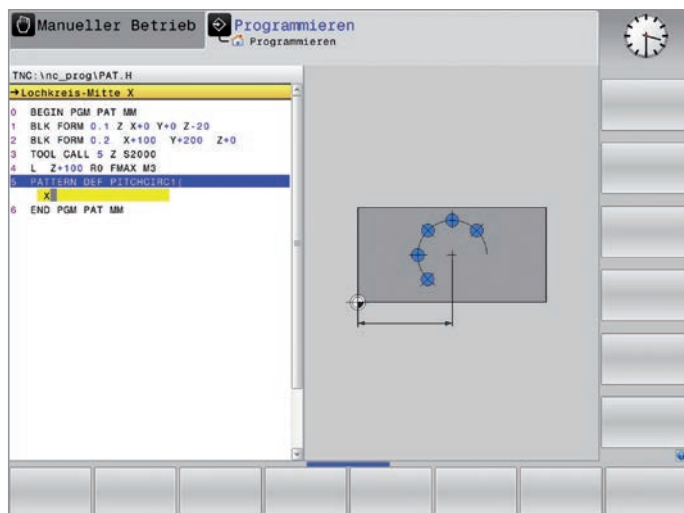 Manueller Betrieb
Programmieren
Programmieren
TNC:\nc_prog\PAT.H
→Lochkreis-Mitte X
0 BEGIN PGM PAT MM
1 BLK FORM 0.1 Z X+0 Y+0 Z-20
2 BLK FORM 0.2 X+100 Y+200 Z+0
3 TOOL CALL 5 Z S2000
4 L Z+100 R0 FMAX M3
5 PATTERN DEF PITCHCIRC1(
X
6 END PGM PAT MM